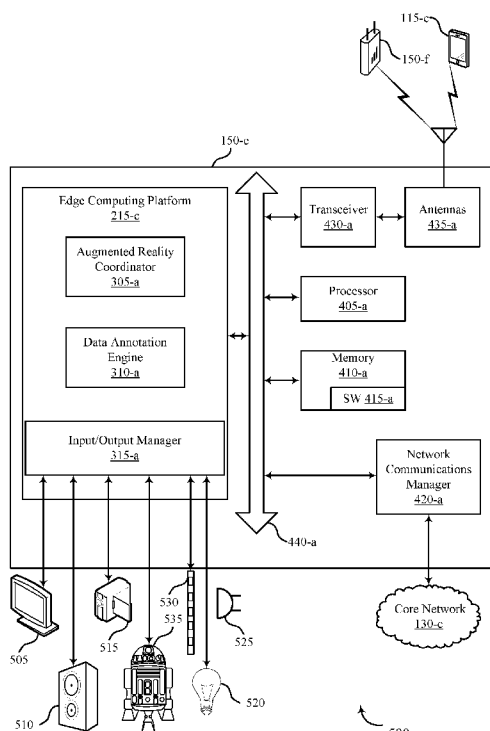 115-c
150-f
150-c
Edge Computing Platform
215-c
Augmented Reality
Coordinator
305-a
Data Annotation
Engine
310-a
Input/Output Manager
315-a
Transceiver
430-a
Antennas
435-a
Processor
405-a
Memory
410-a
SW 415-a
Network
Communications
Manager
420-a
440-a
Core Network
130-c
505
510
515
535
530
525
520